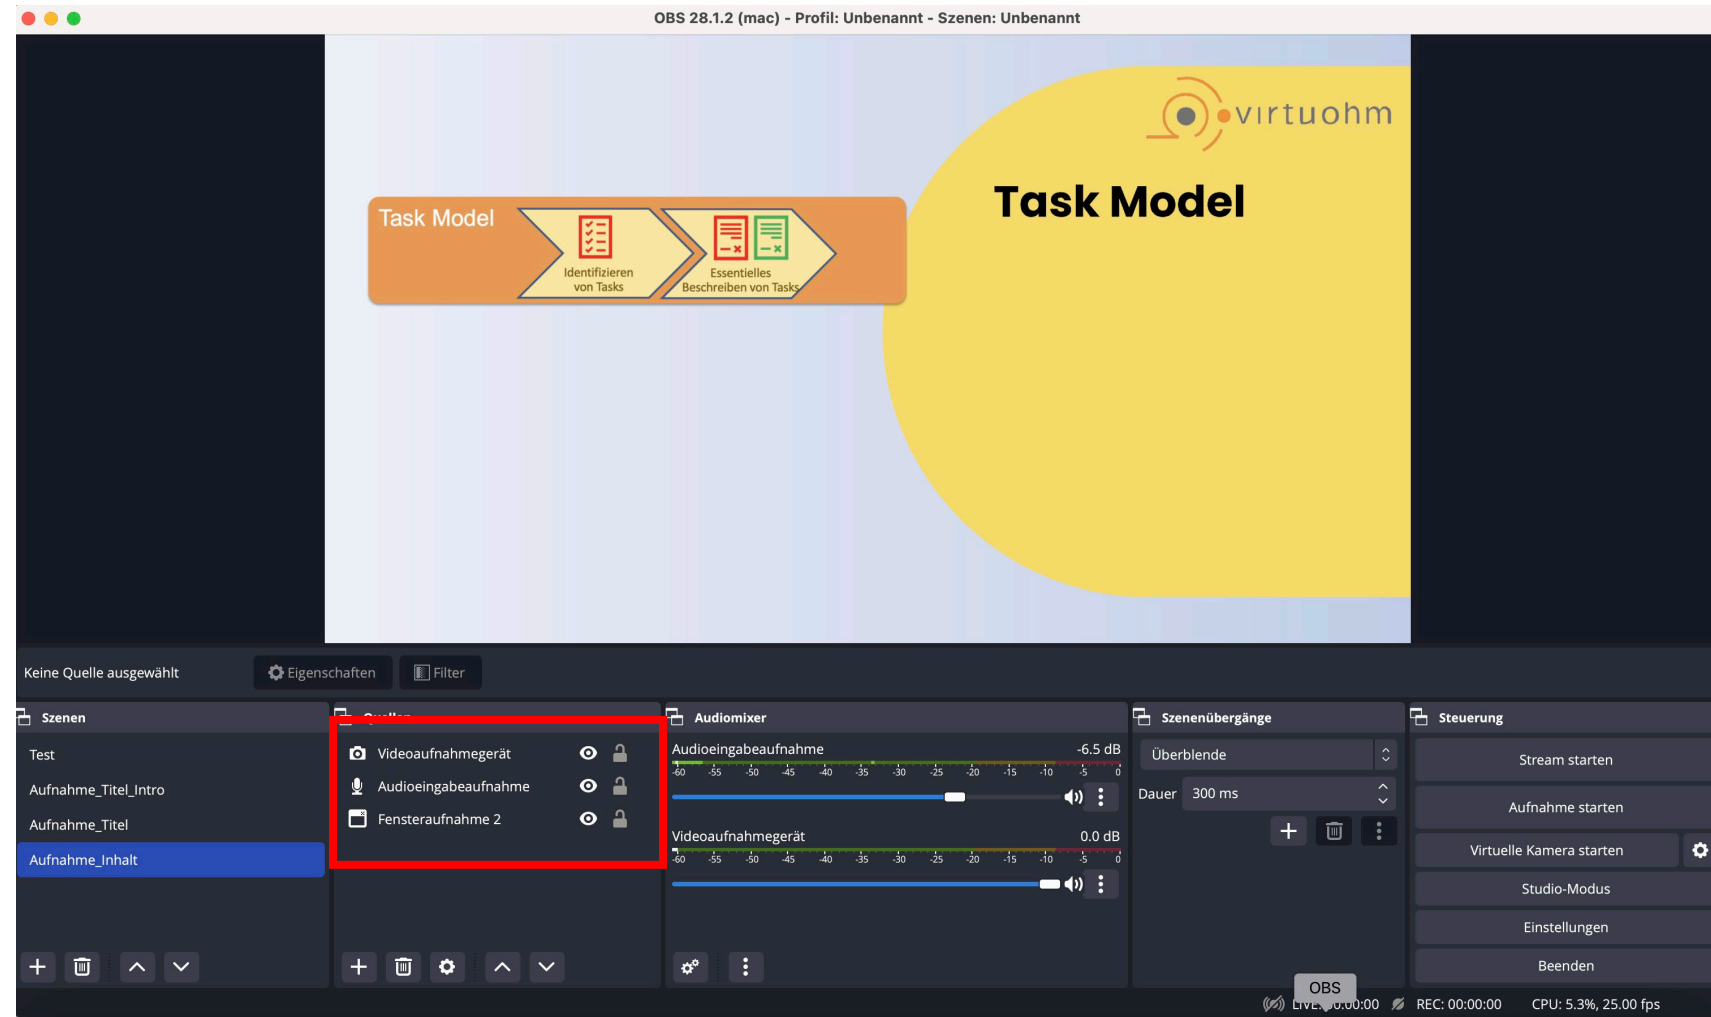 OBS 28.1.2 (mac) - Profil: Unbenannt - Szenen: Unbenannt
virtuohm
Task Model
Task Model
Identifizieren
von Tasks
Essentielles
Beschreiben von Tasks
Keine Quelle ausgewählt
Eigenschaften
Filter
Szenen
Test
Aufnahme_Titel_Intro
Aufnahme_Titel
Aufnahme_Inhalt
Videoaufnahmegerät
Audioeingabeaufnahme
Fensteraufnahme 2
Audiomixer
Audioeingabeaufnahme -6.5 dB
-60 -55 -50 -45 -40 -35 -30 -25 -20 -15 -10 -5 0
Videoaufnahmegerät 0.0 dB
-60 -55 -50 -45 -40 -35 -30 -25 -20 -15 -10 -5 0
Szenenübergänge
Überblende
Dauer 300 ms
Steuerung
Stream starten
Aufnahme starten
Virtuelle Kamera starten
Studio-Modus
Einstellungen
Beenden
OBS
REC: 00:00:00
CPU: 5.3%, 25.00 fps